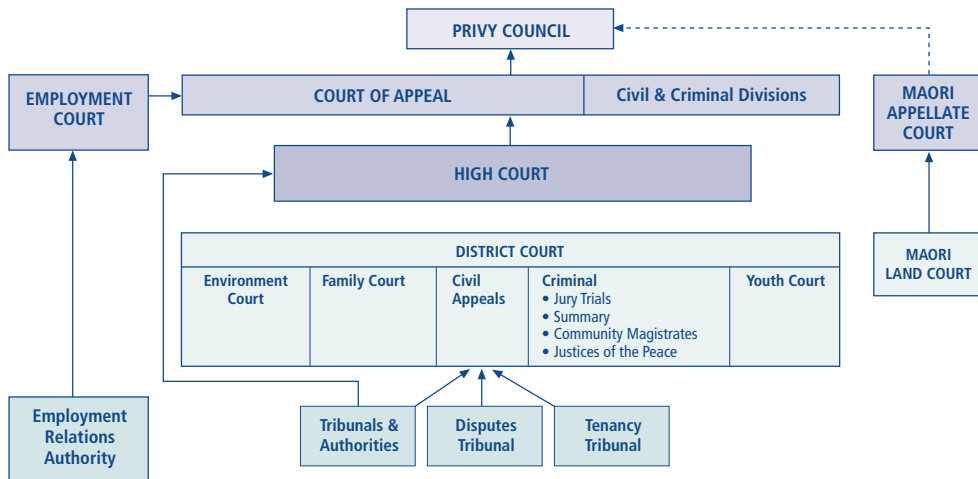 PRIVY COUNCIL
EMPLOYMENT
COURT
COURT OF APPEAL
Civil & Criminal Divisions
MAORI
APPELLATE
COURT
HIGH COURT
MAORI
LAND COURT
DISTRICT COURT
Environment
Court
Family Court
Civil
Appeals
Criminal
• Jury Trials
• Summary
• Community Magistrates
• Justices of the Peace
Youth Court
Employment
Relations
Authority
Tribunals &
Authorities
Disputes
Tribunal
Tenancy
Tribunal